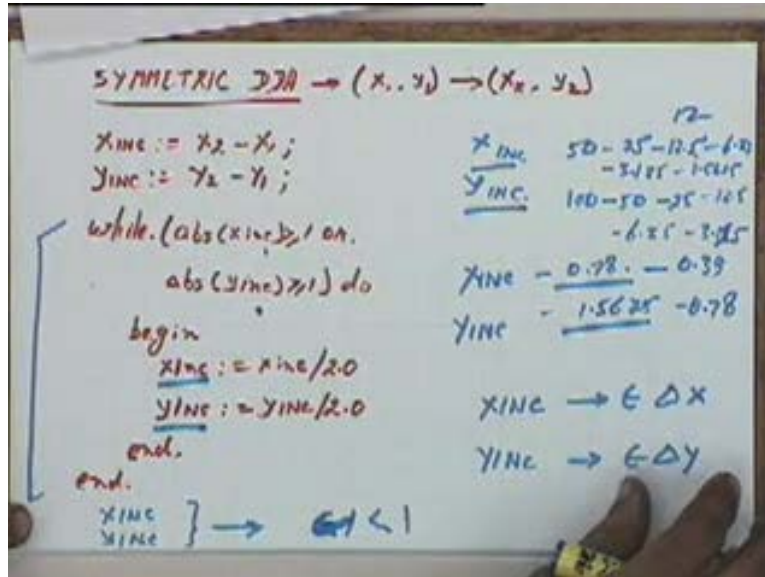 SYMMETRIC DDA → (X₁, Y₁) → (X₂, Y₂)
XINC := X₂ - X₁ ;
YINC := Y₂ - Y₁ ;
while (abs(xinc) ≥ 1 or
abs(yinc) ≥ 1) do
begin
XINC := xinc/2.0
YINC := YINC/2.0
end.
end.
XINC
YINC } → < 1
XINC 50 - 25 - 12.5 - 6.25
- 3.125 - 1.5625
YINC. 100 - 50 - 25 - 12.5
- 6.25 - 3.125
XINC - 0.78 - 0.39
YINC - 1.5625 - 0.78
XINC → ∈ ΔX
YINC → ∈ ΔY